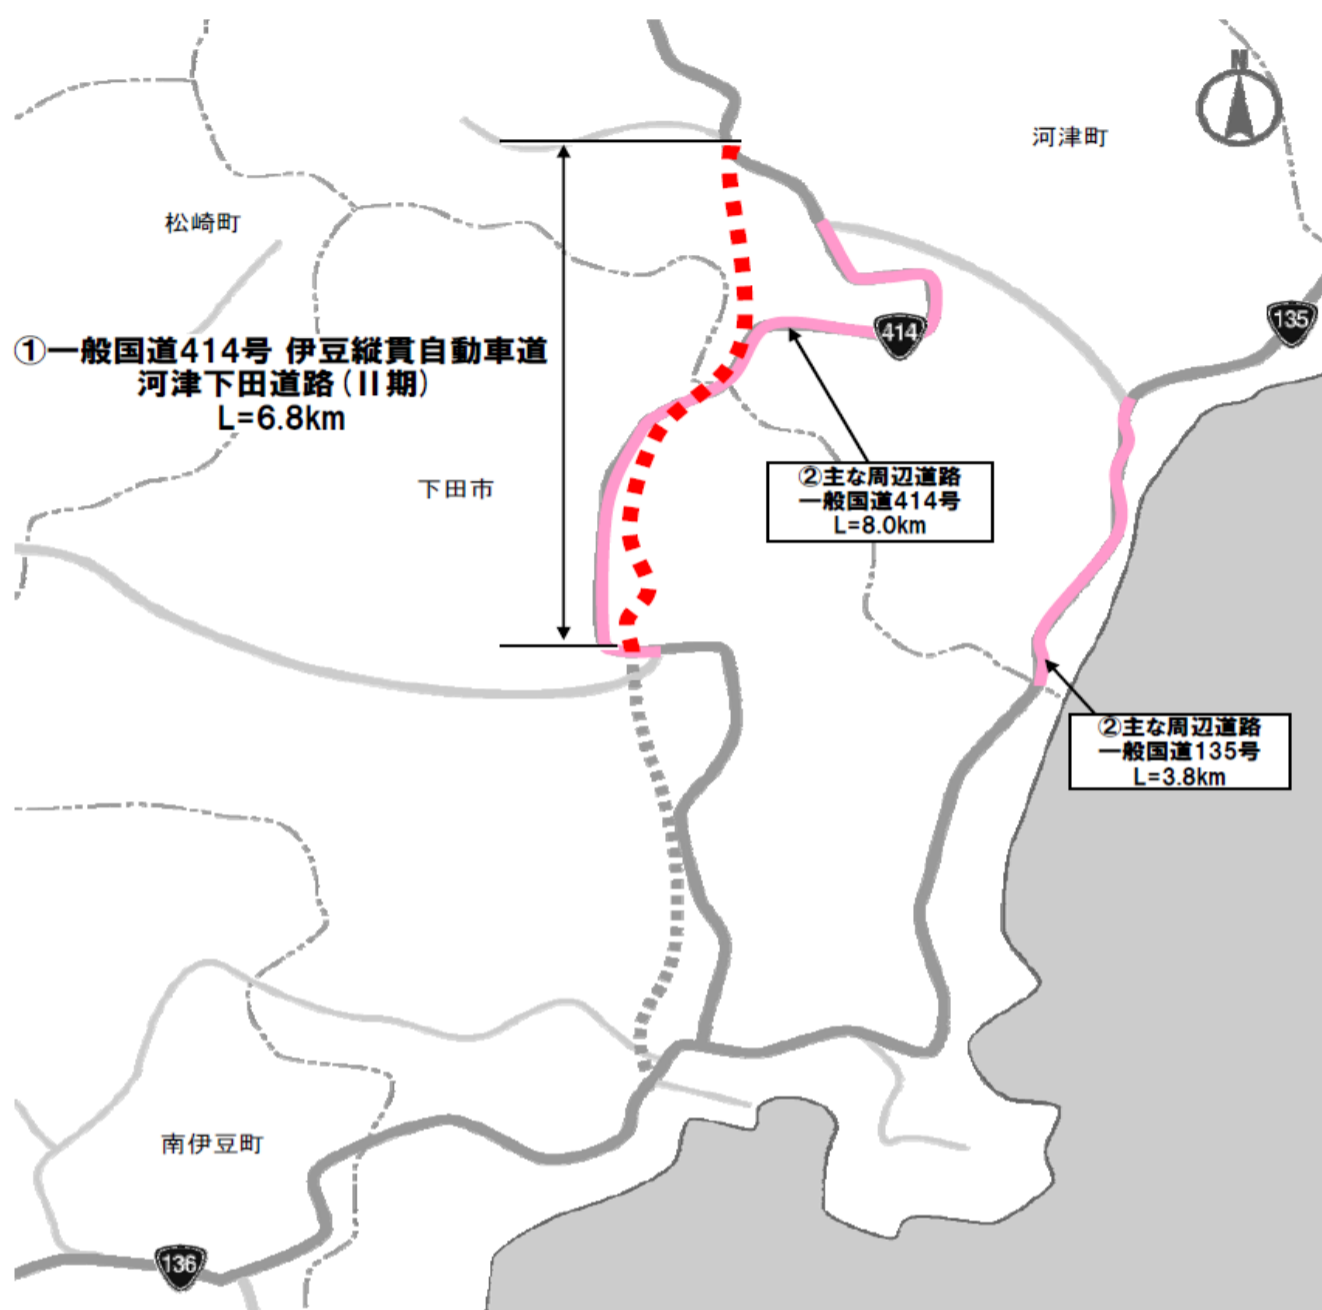 N
河津町
松崎町
135
414
①一般国道414号 伊豆縦貫自動車道
河津下田道路(Ⅱ期)
L=6.8km
②主な周辺道路
一般国道414号
L=8.0km
下田市
②主な周辺道路
一般国道135号
L=3.8km
南伊豆町
136